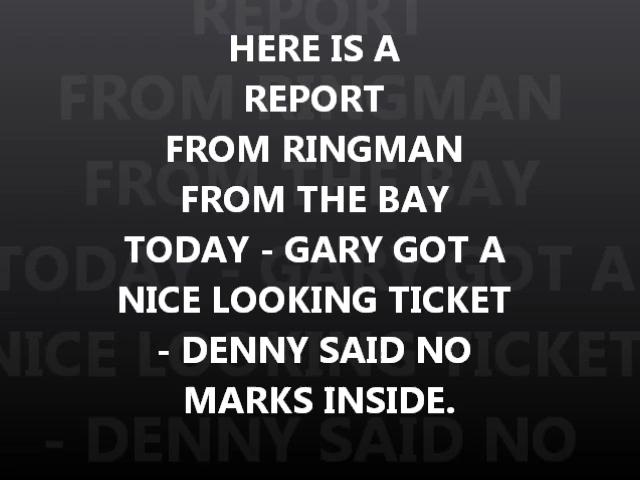 HERE IS A
REPORT
FROM RINGMAN
FROM THE BAY
TODAY - GARY GOT A
NICE LOOKING TICKET
- DENNY SAID NO
MARKS INSIDE.